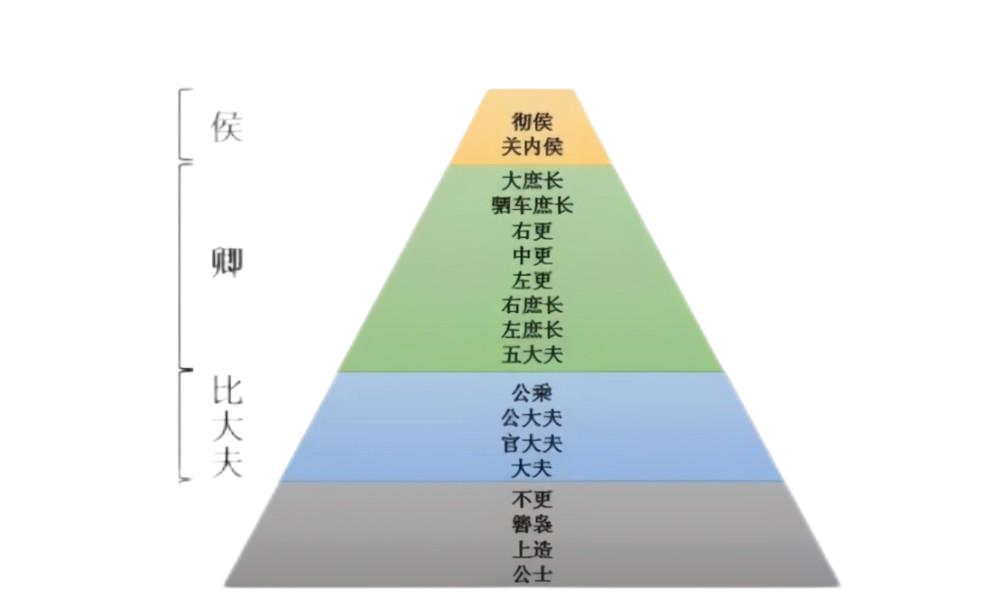 侯
彻侯
关内侯
卿
大庶长
驷车庶长
右更
中更
左更
右庶长
左庶长
五大夫
比大夫
公乘
公大夫
官大夫
大夫
不更
簪袅
上造
公士